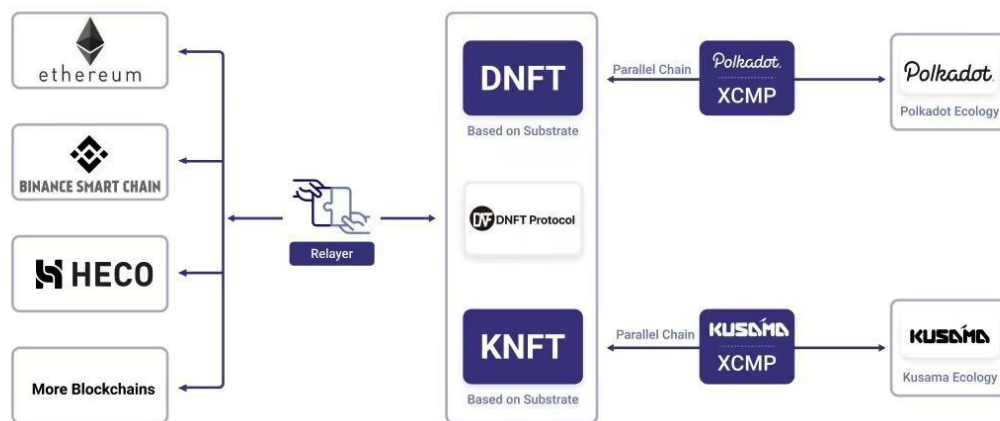 ethereum
BINANCE SMART CHAIN
HECO
More Blockchains
Relayer
DNFT
Based on Substrate
DNF DNFT Protocol
KNFT
Based on Substrate
Parallel Chain
Polkadot.
XCMP
Polkadot.
Polkadot Ecology
Parallel Chain
KUSAMA
XCMP
KUSAMA
Kusama Ecology